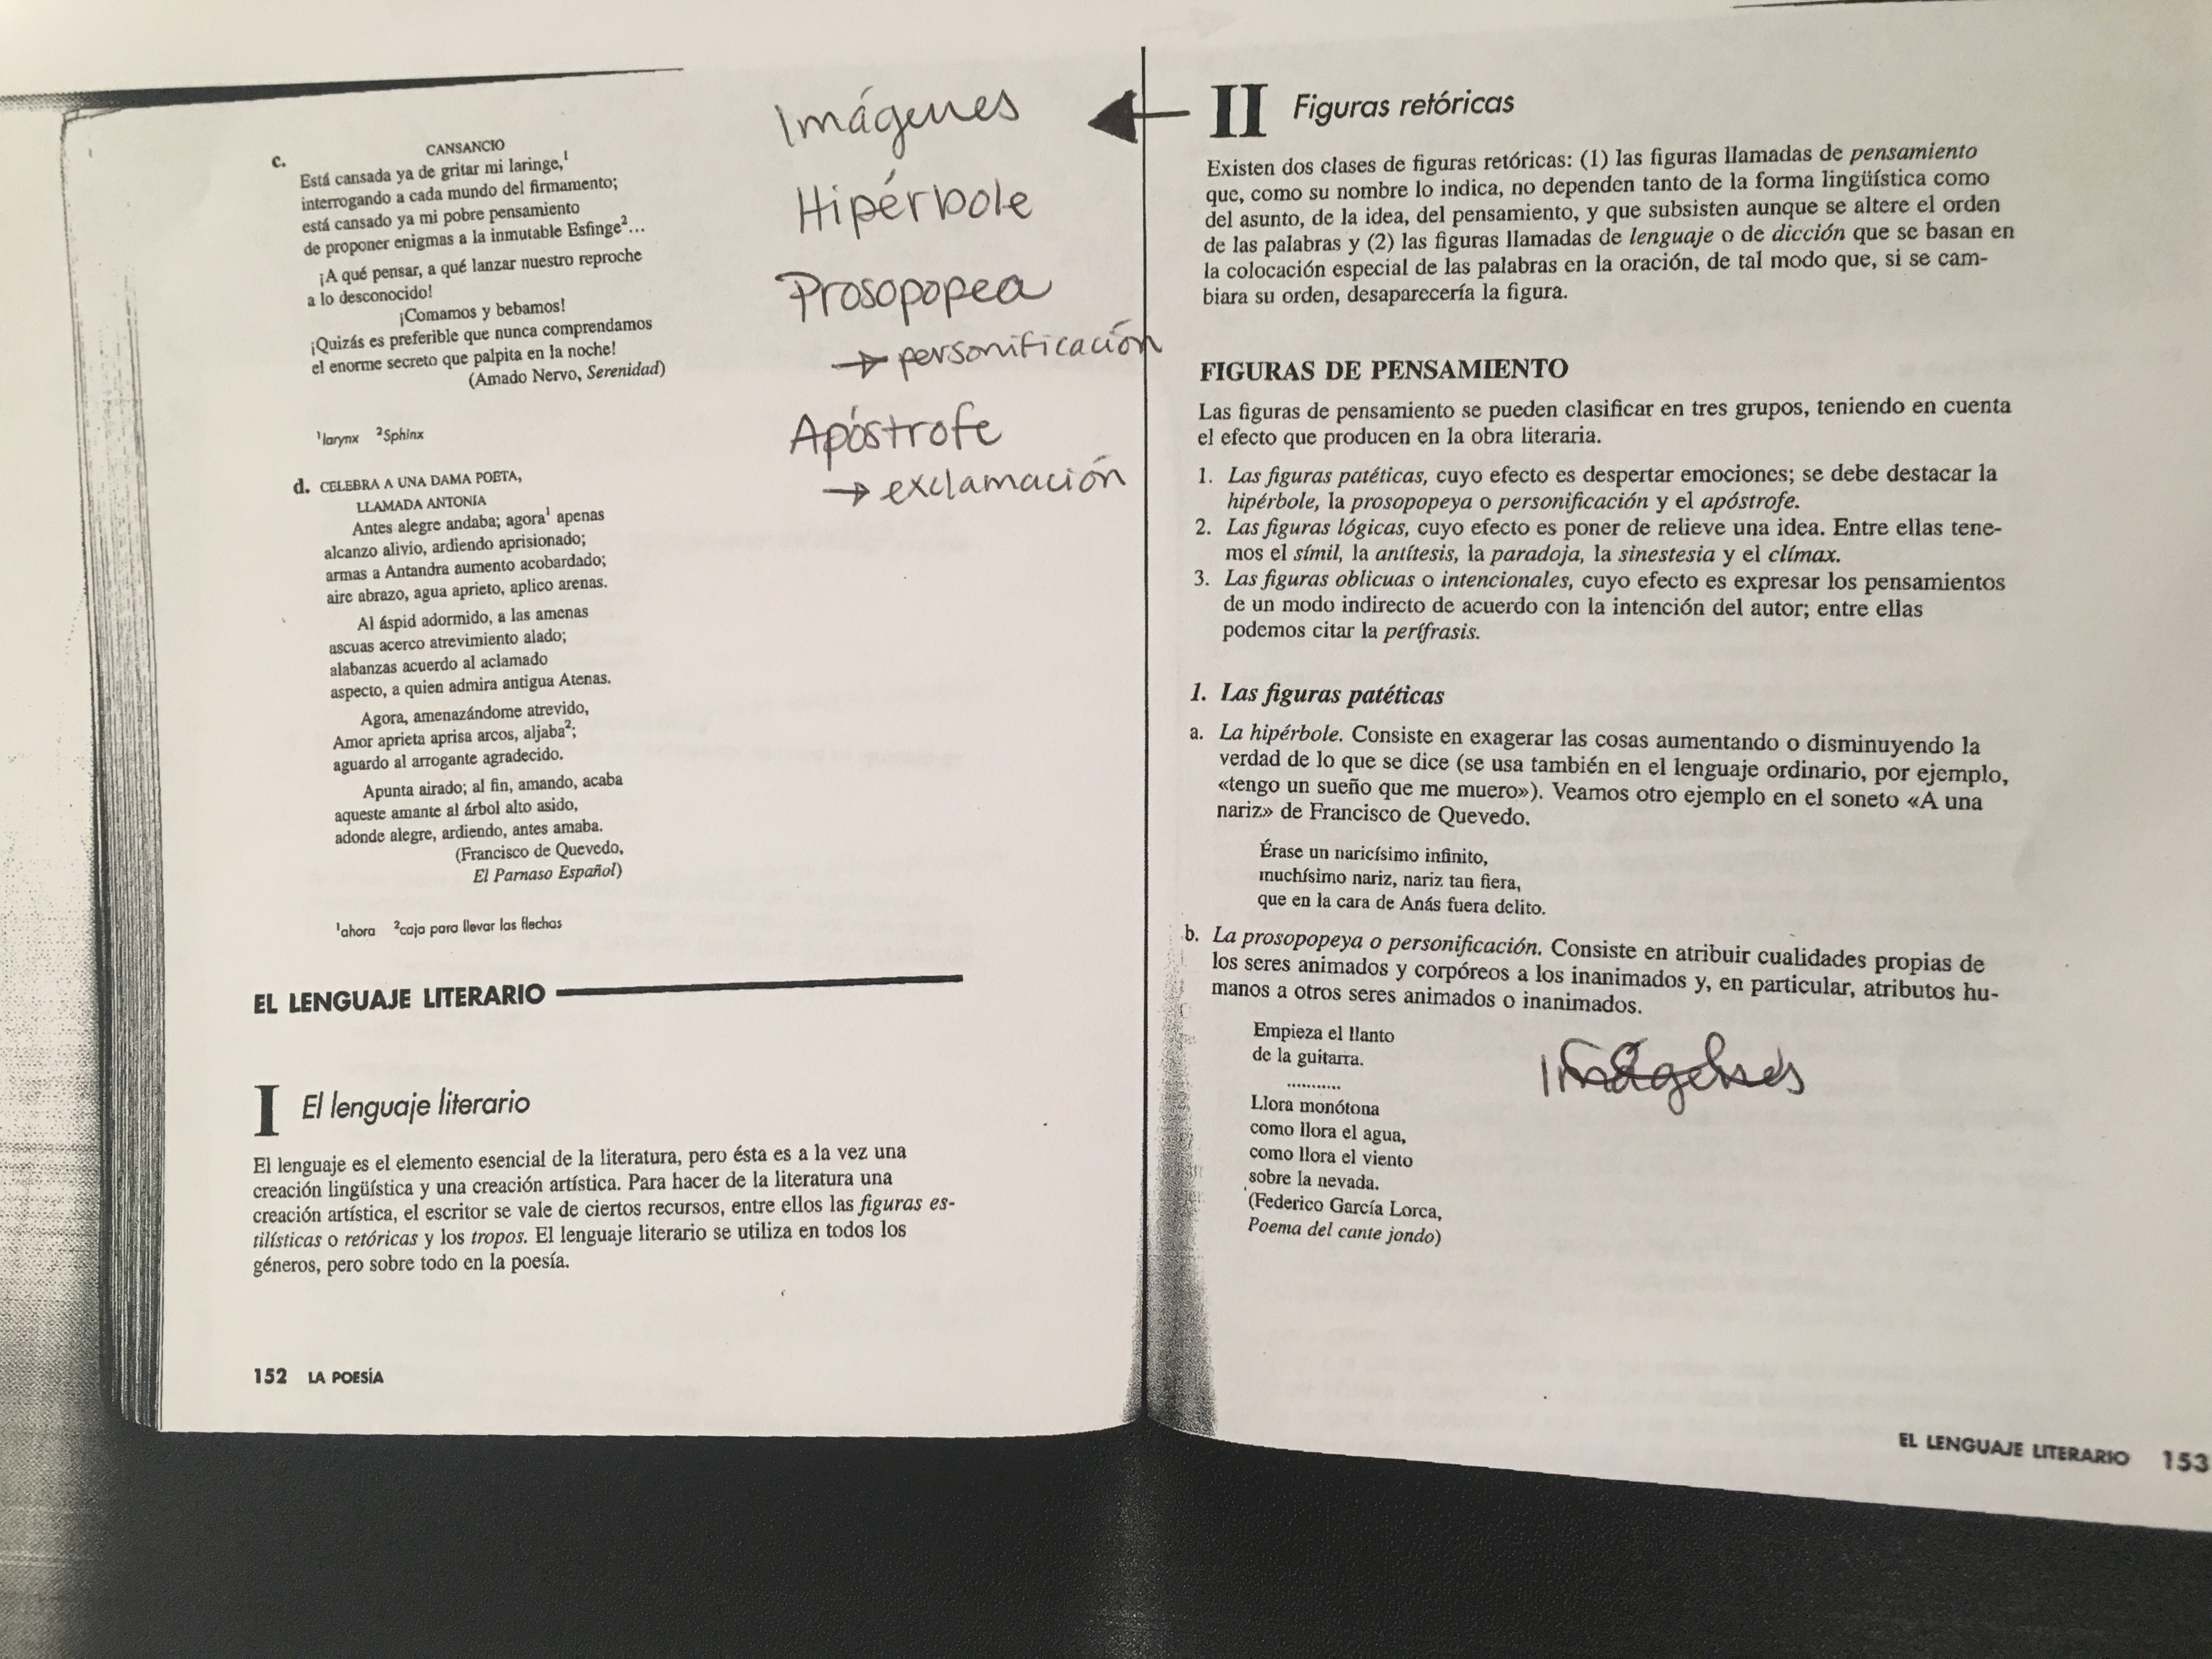 c.
CANSANCIO
Está cansada ya de gritar mi laringe,¹
interrogando a cada mundo del firmamento;
está cansado ya mi pobre pensamiento
de proponer enigmas a la inmutable Esfinge² ...
¡A qué pensar, a qué lanzar nuestro reproche
a lo desconocido!
¡Comamos y bebamos!
¡Quizás es preferible que nunca comprendamos
el enorme secreto que palpita en la noche!
(Amado Nervo, Serenidad)
¹larynx ²Sphinx
d. CELEBRA A UNA DAMA POETA,
LLAMADA ANTONIA
Antes alegre andaba; agora¹ apenas
alcanzo alivio, ardiendo aprisionado;
armas a Antandra aumento acobardado;
aire abrazo, agua aprieto, aplico arenas.
Al áspid adormido, a las amenas
ascuas acerco atrevimiento alado;
alabanzas acuerdo al aclamado
aspecto, a quien admira antigua Atenas.
Agora, amenazándome atrevido,
Amor aprieta aprisa arcos, aljaba²;
aguardo al arrogante agradecido.
Apunta airado; al fin, amando, acaba
aqueste amante al árbol alto asido,
adonde alegre, ardiendo, antes amaba.
(Francisco de Quevedo,
El Parnaso Español)
¹ahora ²caja para llevar las flechas
EL LENGUAJE LITERARIO
I El lenguaje literario
El lenguaje es el elemento esencial de la literatura, pero ésta es a la vez una
creación lingüística y una creación artística. Para hacer de la literatura una
creación artística, el escritor se vale de ciertos recursos, entre ellos las figuras es-
tilísticas o retóricas y los tropos. El lenguaje literario se utiliza en todos los
géneros, pero sobre todo en la poesía.
152 LA POESÍA
Imágenes
Hipérbole
Prosopopea
→ personificación
Apóstrofe
→ exclamación
II Figuras retóricas
Existen dos clases de figuras retóricas: (1) las figuras llamadas de pensamiento
que, como su nombre lo indica, no dependen tanto de la forma lingüística como
del asunto, de la idea, del pensamiento, y que subsisten aunque se altere el orden
de las palabras y (2) las figuras llamadas de lenguaje o de dicción que se basan en
la colocación especial de las palabras en la oración, de tal modo que, si se cam-
biara su orden, desaparecería la figura.
FIGURAS DE PENSAMIENTO
Las figuras de pensamiento se pueden clasificar en tres grupos, teniendo en cuenta
el efecto que producen en la obra literaria.
1. Las figuras patéticas, cuyo efecto es despertar emociones; se debe destacar la
hipérbole, la prosopopeya o personificación y el apóstrofe.
2. Las figuras lógicas, cuyo efecto es poner de relieve una idea. Entre ellas tene-
mos el símil, la antítesis, la paradoja, la sinestesia y el clímax.
3. Las figuras oblicuas o intencionales, cuyo efecto es expresar los pensamientos
de un modo indirecto de acuerdo con la intención del autor; entre ellas
podemos citar la perífrasis.
1. Las figuras patéticas
a. La hipérbole. Consiste en exagerar las cosas aumentando o disminuyendo la
verdad de lo que se dice (se usa también en el lenguaje ordinario, por ejemplo,
«tengo un sueño que me muero»). Veamos otro ejemplo en el soneto «A una
nariz» de Francisco de Quevedo.
Érase un naricísimo infinito,
muchísimo nariz, nariz tan fiera,
que en la cara de Anás fuera delito.
b. La prosopopeya o personificación. Consiste en atribuir cualidades propias de
los seres animados y corpóreos a los inanimados y, en particular, atributos hu-
manos a otros seres animados o inanimados.
Empieza el llanto
de la guitarra.
..........
Llora monótona
como llora el agua,
como llora el viento
sobre la nevada.
(Federico García Lorca,
Poema del cante jondo)
Imágenes
EL LENGUAJE LITERARIO 153